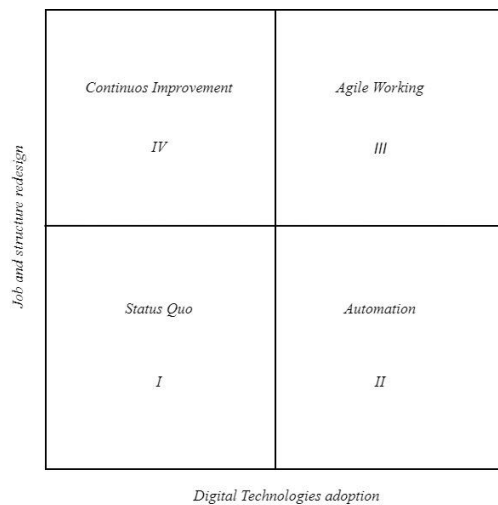 Continuos Improvement
Agile Working
IV
III
Job and structure redesign
Status Quo
Automation
I
II
Digital Technologies adoption